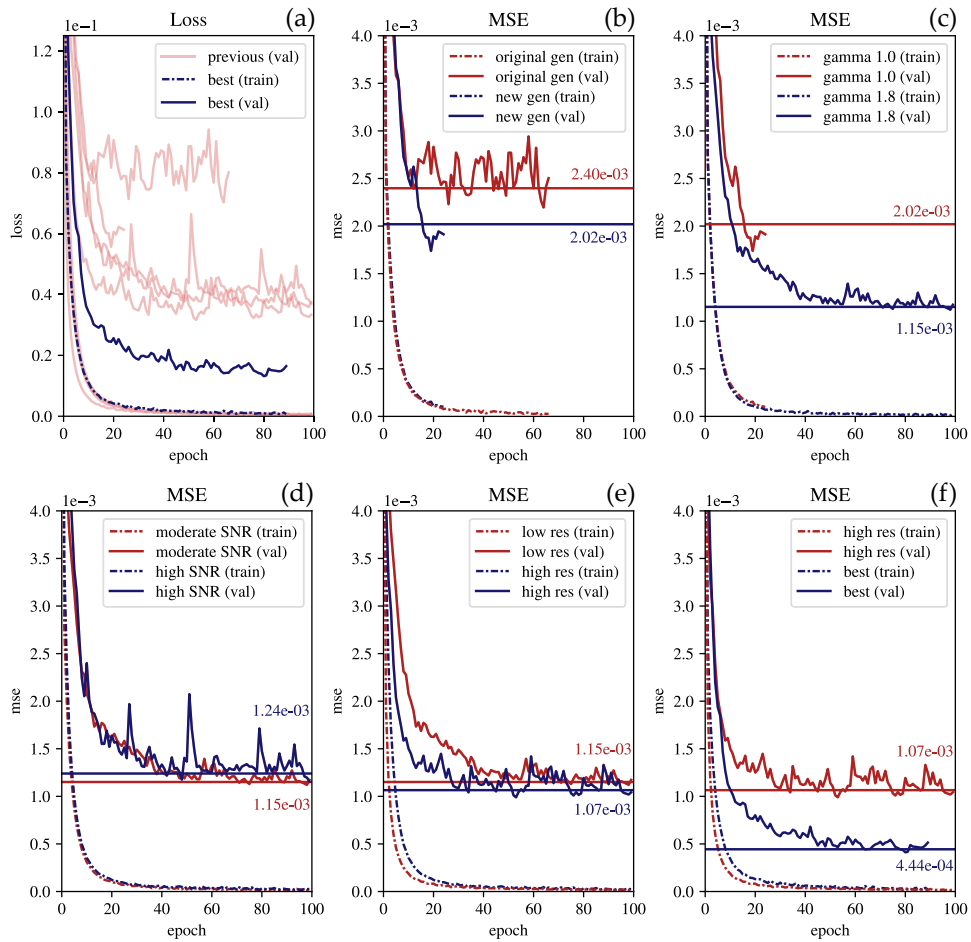 Loss
(a)
1e−1
previous (val)
best (train)
best (val)
1.2
1.0
0.8
0.6
0.4
0.2
0.0
loss
0 20 40 60 80 100
epoch
MSE
(b)
1e−3
original gen (train)
original gen (val)
new gen (train)
new gen (val)
2.40e-03
2.02e-03
4.0
3.5
3.0
2.5
2.0
1.5
1.0
0.5
0.0
mse
0 20 40 60 80 100
epoch
MSE
(c)
1e−3
gamma 1.0 (train)
gamma 1.0 (val)
gamma 1.8 (train)
gamma 1.8 (val)
2.02e-03
1.15e-03
4.0
3.5
3.0
2.5
2.0
1.5
1.0
0.5
0.0
mse
0 20 40 60 80 100
epoch
MSE
(d)
1e−3
moderate SNR (train)
moderate SNR (val)
high SNR (train)
high SNR (val)
1.24e-03
1.15e-03
4.0
3.5
3.0
2.5
2.0
1.5
1.0
0.5
0.0
mse
0 20 40 60 80 100
epoch
MSE
(e)
1e−3
low res (train)
low res (val)
high res (train)
high res (val)
1.15e-03
1.07e-03
4.0
3.5
3.0
2.5
2.0
1.5
1.0
0.5
0.0
mse
0 20 40 60 80 100
epoch
MSE
(f)
1e−3
high res (train)
high res (val)
best (train)
best (val)
1.07e-03
4.44e-04
4.0
3.5
3.0
2.5
2.0
1.5
1.0
0.5
0.0
mse
0 20 40 60 80 100
epoch